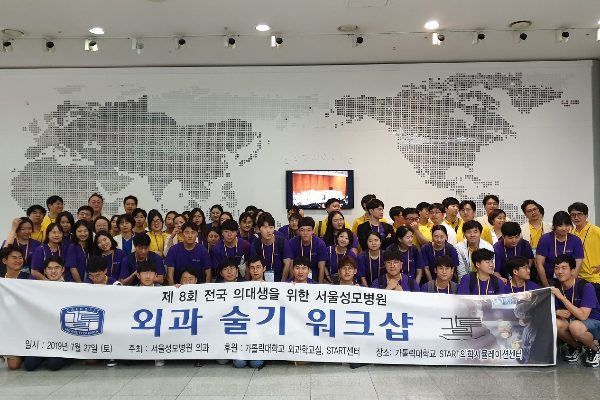 제 8회 전국 의대생을 위한 서울성모병원
외과 술기 워크샵
일시 : 2019년 7월 27일 (토) 주최 : 서울성모병원 외과 후원 : 가톨릭대학교 외과학교실, START센터 장소 : 가톨릭대학교 START 의학시뮬레이션센터